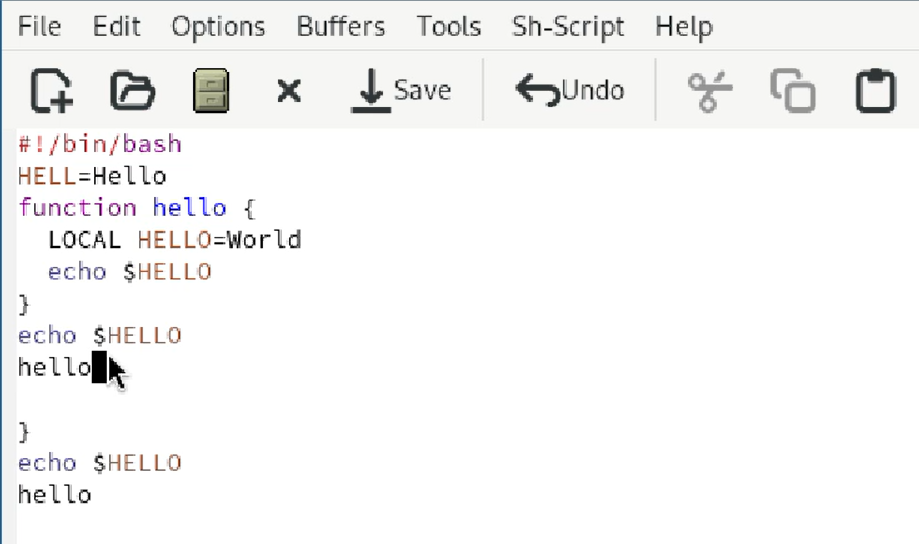 File Edit Options Buffers Tools Sh-Script Help
Save Undo
#!/bin/bash
HELL=Hello
function hello {
LOCAL HELLO=World
echo $HELLO
}
echo $HELLO
hello
}
echo $HELLO
hello